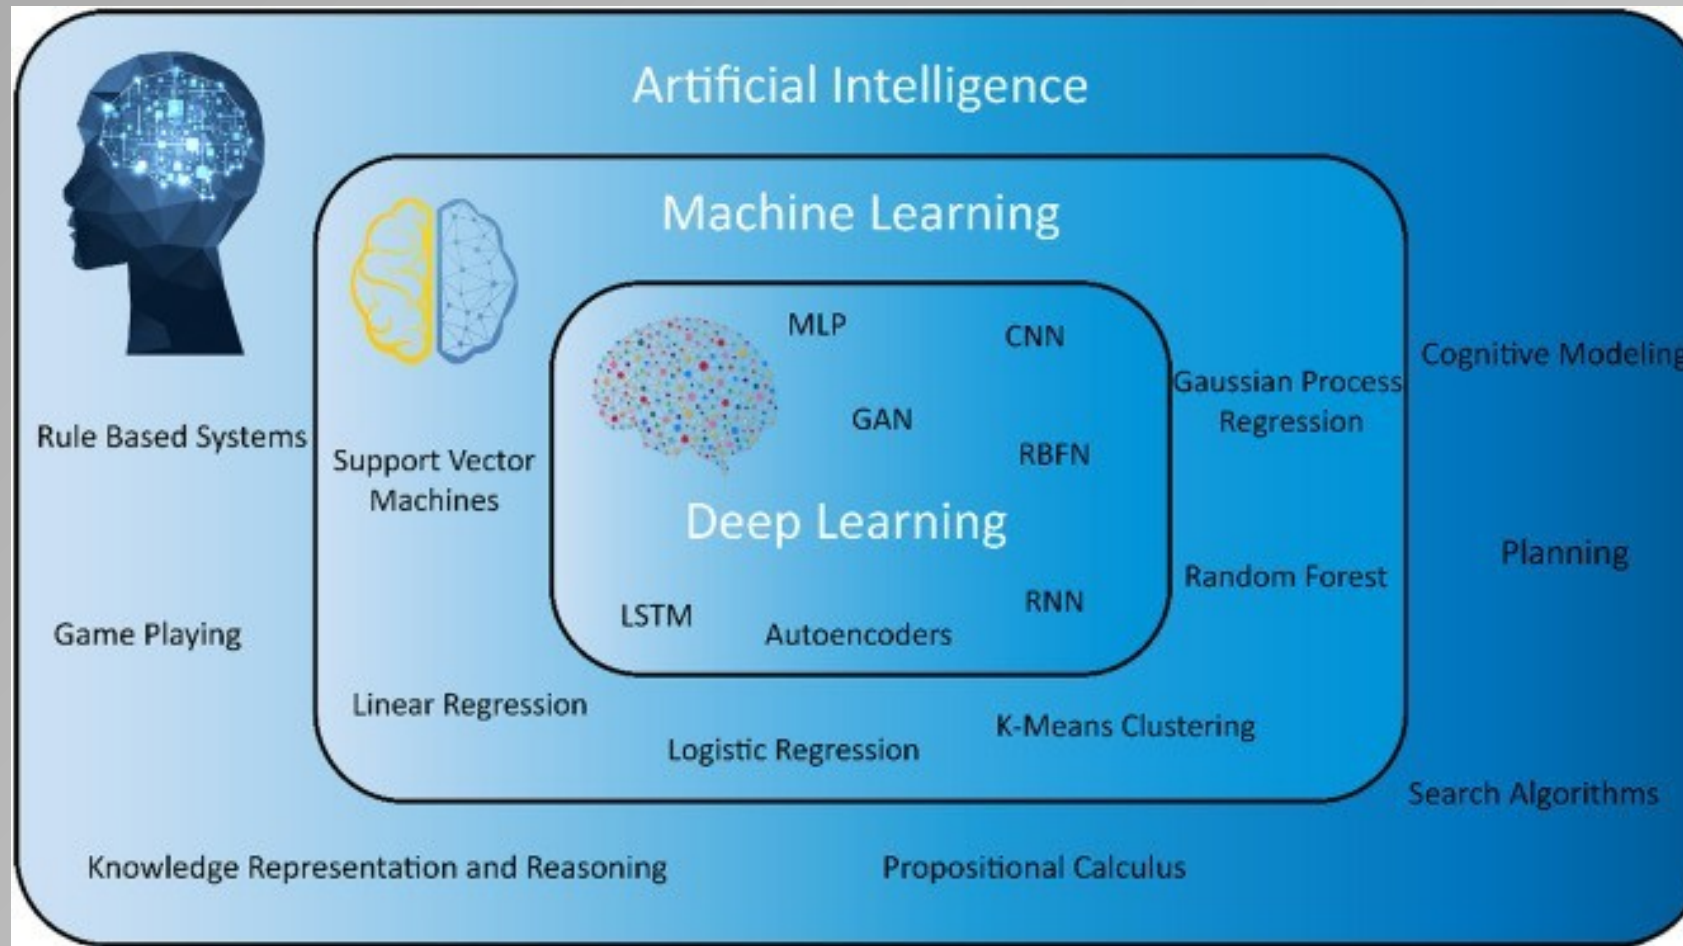 Artificial Intelligence
Machine Learning
MLP
CNN
Cognitive Modeling
Gaussian Process
Regression
GAN
RBFN
Rule Based Systems
Support Vector
Machines
Deep Learning
Planning
Random Forest
LSTM
RNN
Autoencoders
Game Playing
Linear Regression
K-Means Clustering
Logistic Regression
Search Algorithms
Knowledge Representation and Reasoning
Propositional Calculus